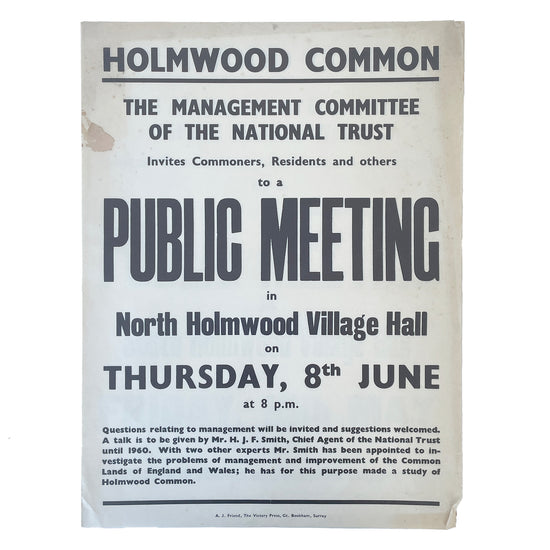 HOLMWOOD COMMON
THE MANAGEMENT COMMITTEE
OF THE NATIONAL TRUST
Invites Commoners, Residents and others
to a
PUBLIC MEETING
in
North Holmwood Village Hall
on
THURSDAY, 8th JUNE
at 8 p.m.
Questions relating to management will be invited and suggestions welcomed.
A talk is to be given by Mr. H. J. F. Smith, Chief Agent of the National Trust
until 1960. With two other experts Mr. Smith has been appointed to in-
vestigate the problems of management and improvement of the Common
Lands of England and Wales; he has for this purpose made a study of
Holmwood Common.
A. J. Friend, The Victory Press, Gt. Bookham, Surrey